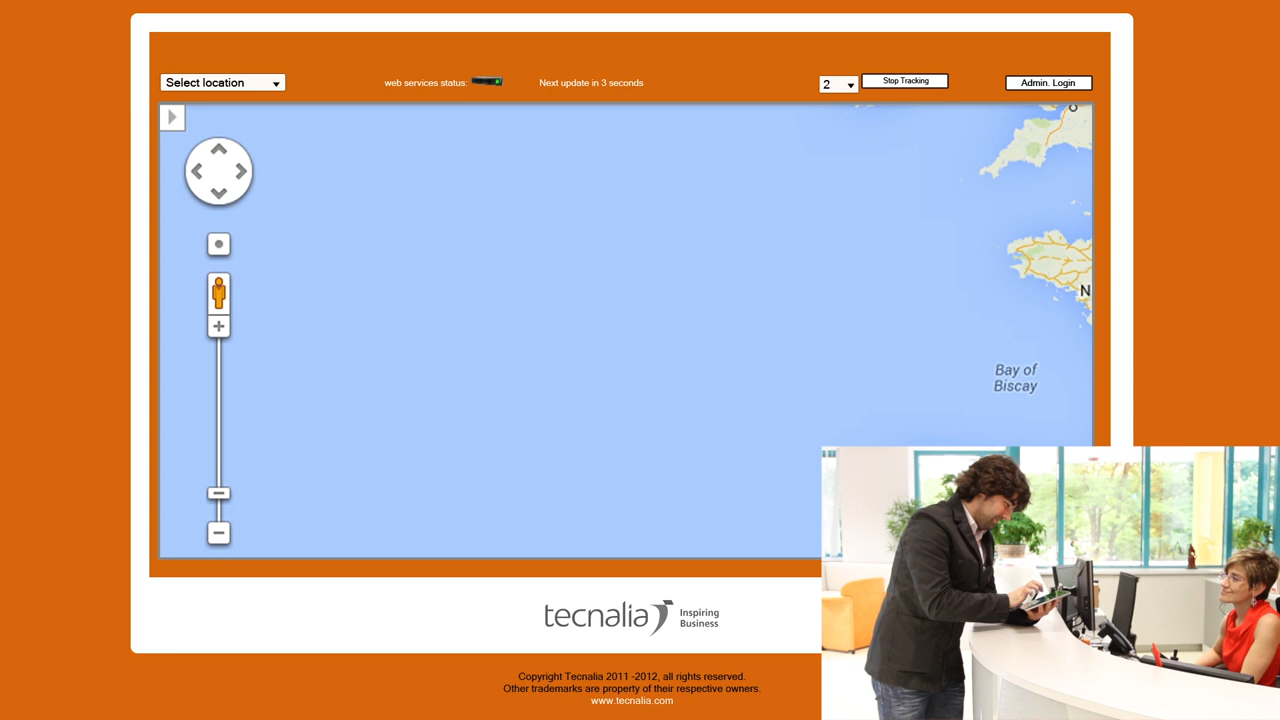 Select location
web services status:
Next update in 3 seconds
2
Stop Tracking
Admin. Login
N
Bay of
Biscay
tecnalia
Inspiring
Business
Copyright Tecnalia 2011 -2012, all rights reserved.
Other trademarks are property of their respective owners.
www.tecnalia.com